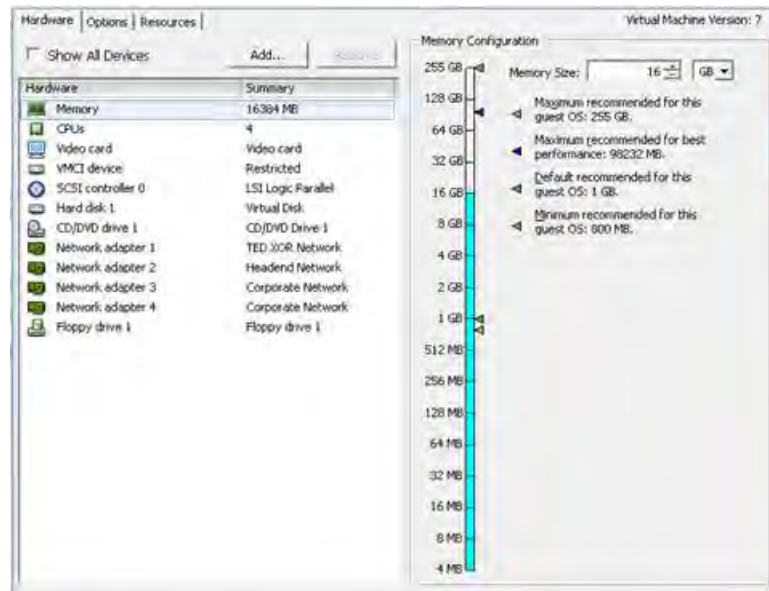 Hardware Options Resources
Virtual Machine Version: 7
Show All Devices
Add...
Remove
Hardware Summary
Memory 16384 MB
CPUs 4
Video card Video card
VMCI device Restricted
SCSI controller 0 LSI Logic Parallel
Hard disk 1 Virtual Disk
CD/DVD drive 1 CD/DVD Drive 1
Network adapter 1 TED XOR Network
Network adapter 2 Headend Network
Network adapter 3 Corporate Network
Network adapter 4 Corporate Network
Floppy drive 1 Floppy drive 1
Memory Configuration
255 GB
128 GB
64 GB
32 GB
16 GB
8 GB
4 GB
2 GB
1 GB
512 MB
256 MB
128 MB
64 MB
32 MB
16 MB
8 MB
4 MB
Memory Size: 16 GB
Maximum recommended for this
guest OS: 255 GB.
Maximum recommended for best
performance: 98232 MB.
Default recommended for this
guest OS: 1 GB.
Minimum recommended for this
guest OS: 800 MB.